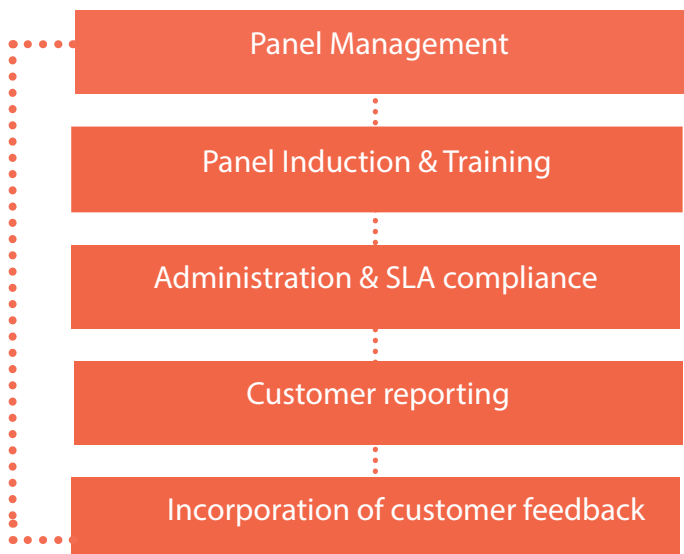 Panel Management
Panel Induction & Training
Administration & SLA compliance
Customer reporting
Incorporation of customer feedback